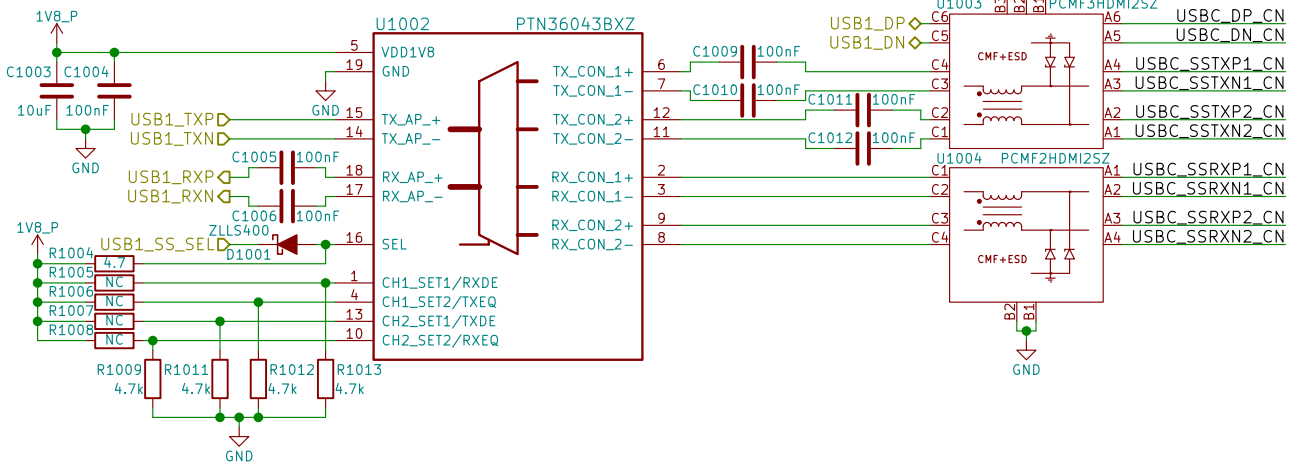 U1003
PCMF3HDMI2SZ
B3 B2 B1
1V8_P
U1002 PTN36043BXZ
USB1_DP C6 A6 USBC_DP_CN
USB1_DN C5 A5 USBC_DN_CN
5 VDD1V8
C1009 100nF
CMF+ESD
C1003 C1004
19 GND
TX_CON_1+ 6
C4 A4 USBC_SSTXP1_CN
TX_CON_1- 7
C1010 100nF
C3 A3 USBC_SSTXN1_CN
10uF 100nF
GND
C1011 100nF
USB1_TXP 15 TX_AP_+
TX_CON_2+ 12
C2 A2 USBC_SSTXP2_CN
USB1_TXN 14 TX_AP_-
TX_CON_2- 11
C1012 100nF
C1 A1 USBC_SSTXN2_CN
GND
C1005 100nF
U1004 PCMF2HDMI2SZ
USB1_RXP 18 RX_AP_+
RX_CON_1+ 2
C1 A1 USBC_SSRXP1_CN
USB1_RXN 17 RX_AP_-
RX_CON_1- 3
C2 A2 USBC_SSRXN1_CN
C1006 100nF
1V8_P
ZLLS400
RX_CON_2+ 9
C3 A3 USBC_SSRXP2_CN
USB1_SS_SEL 16 SEL
RX_CON_2- 8
C4 A4 USBC_SSRXN2_CN
D1001
R1004 4.7
CMF+ESD
R1005 NC 1 CH1_SET1/RXDE
R1006 NC 4 CH1_SET2/TXEQ
R1007 NC 13 CH2_SET1/TXDE
B2 B1
R1008 NC 10 CH2_SET2/RXEQ
R1009 R1011 R1012 R1013
GND
4.7k 4.7k 4.7k 4.7k
GND